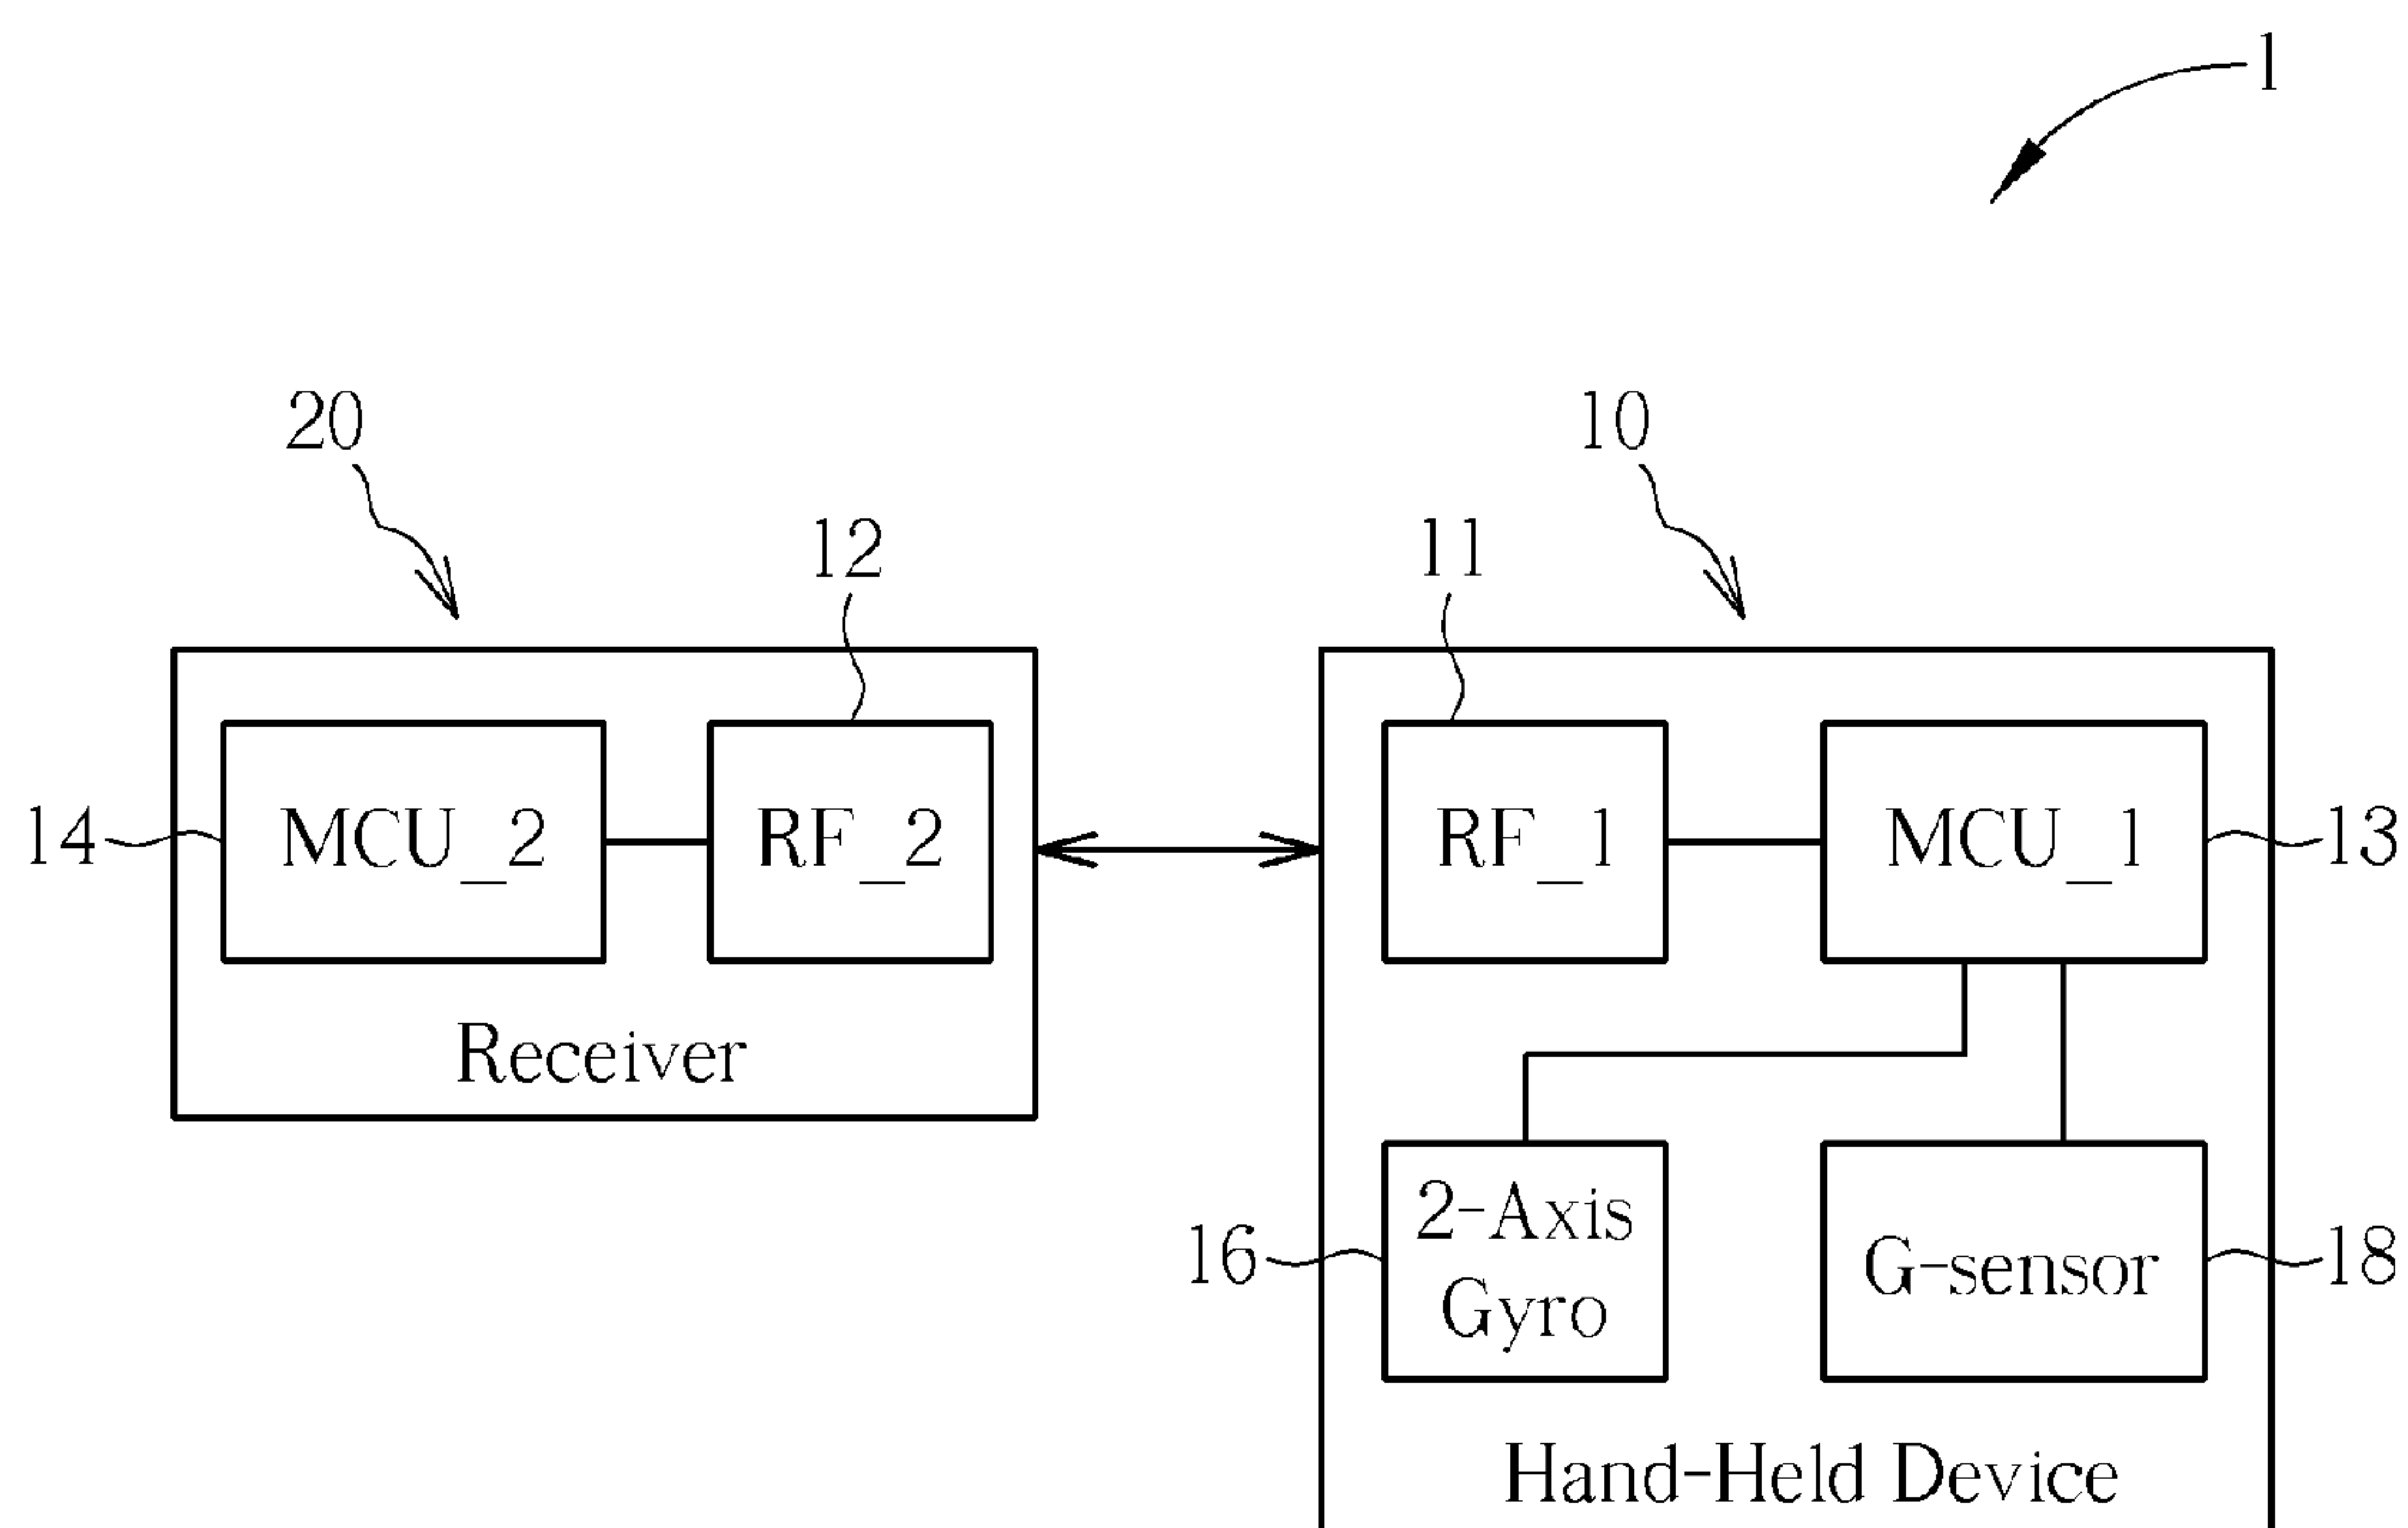 1
20
10
12
11
14
MCU_2
RF_2
RF_1
MCU_1
13
Receiver
16
2-Axis
Gyro
G-sensor
18
Hand-Held Device